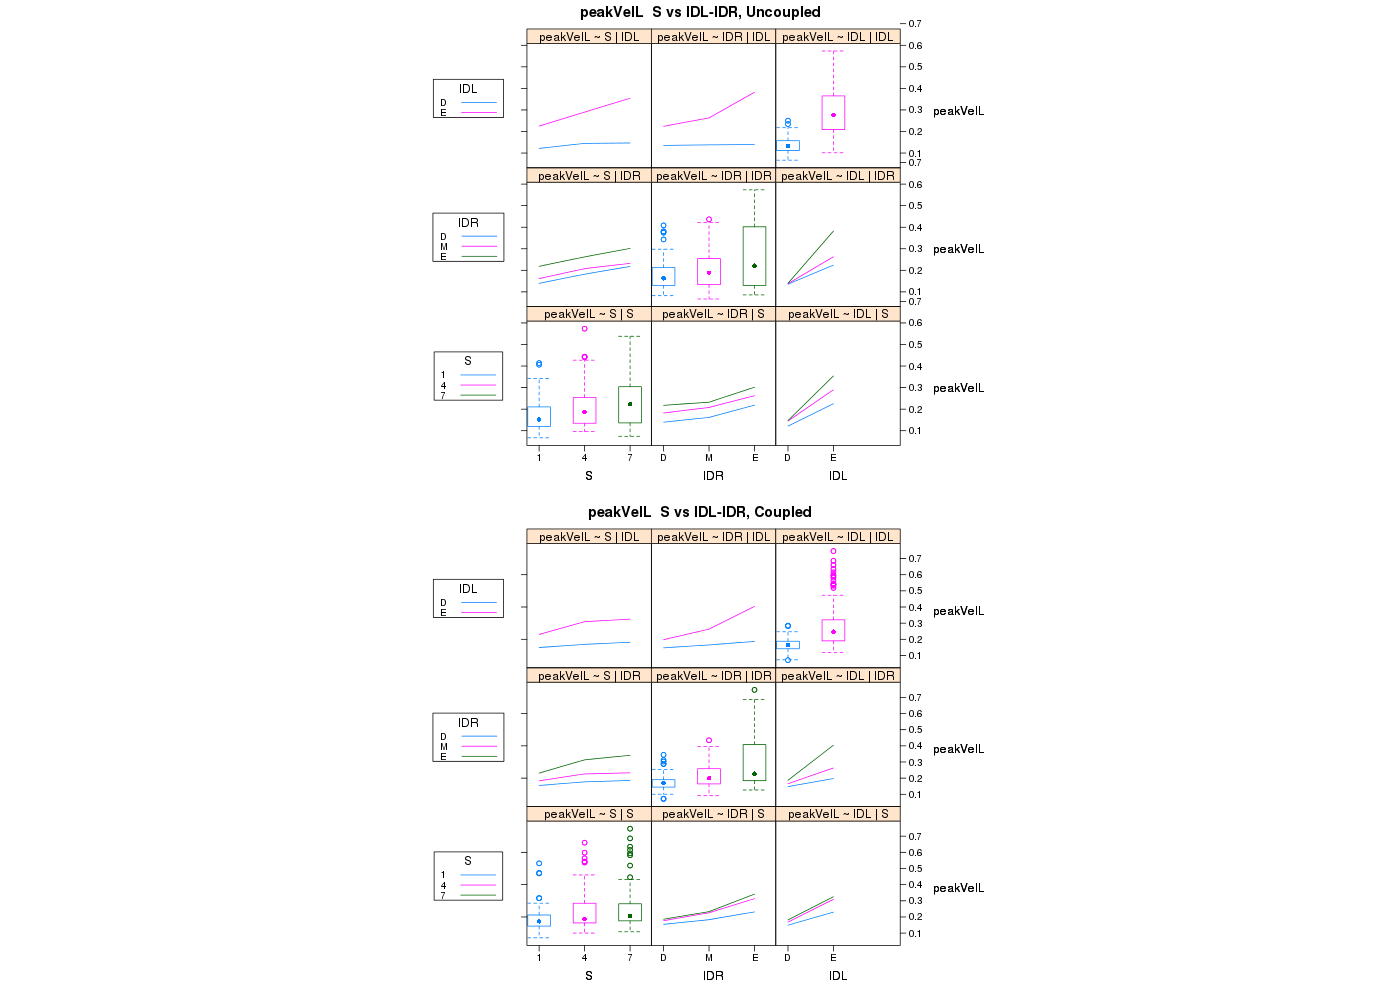 peakVelL  S vs IDL-IDR, Uncoupled
0.7
peakVelL ~ S | IDL
peakVelL ~ IDR | IDL
peakVelL ~ IDL | IDL
0.6
0.5
0.4
0.3
0.2
0.1
IDL
D
E
peakVelL
0.7
peakVelL ~ S | IDR
peakVelL ~ IDR | IDR
peakVelL ~ IDL | IDR
0.6
0.5
0.4
0.3
0.2
0.1
IDR
D
M
E
peakVelL
0.7
peakVelL ~ S | S
peakVelL ~ IDR | S
peakVelL ~ IDL | S
0.6
0.5
0.4
0.3
0.2
0.1
S
1
4
7
peakVelL
1 4 7 D M E D E
S IDR IDL
peakVelL  S vs IDL-IDR, Coupled
peakVelL ~ S | IDL
peakVelL ~ IDR | IDL
peakVelL ~ IDL | IDL
0.7
0.6
0.5
0.4
0.3
0.2
0.1
IDL
D
E
peakVelL
peakVelL ~ S | IDR
peakVelL ~ IDR | IDR
peakVelL ~ IDL | IDR
0.7
0.6
0.5
0.4
0.3
0.2
0.1
IDR
D
M
E
peakVelL
peakVelL ~ S | S
peakVelL ~ IDR | S
peakVelL ~ IDL | S
0.7
0.6
0.5
0.4
0.3
0.2
0.1
S
1
4
7
peakVelL
1 4 7 D M E D E
S IDR IDL